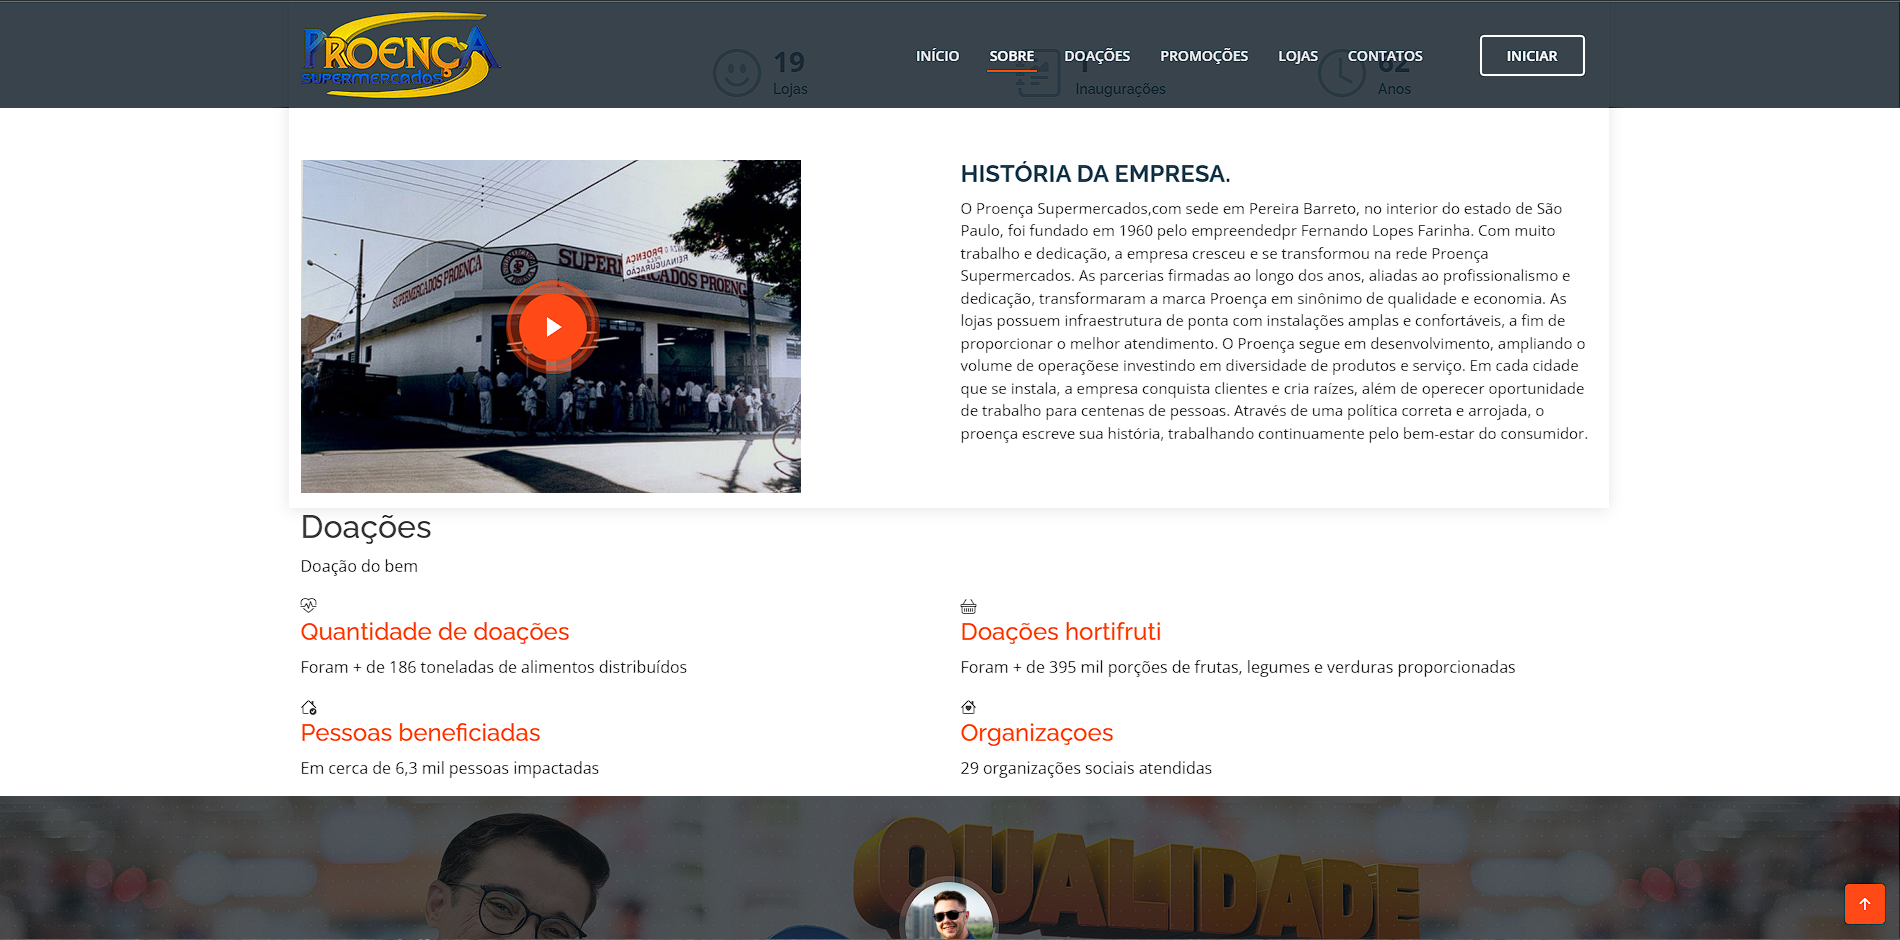 PROENÇA
SUPERMERCADOS
INÍCIO SOBRE DOAÇÕES PROMOÇÕES LOJAS CONTATOS INICIAR
19
Lojas
1
Inaugurações
62
Anos
SUPERMERCADOS PROENÇA
SUPERMERCADOS PROENÇA
PROENÇA
REINAUGURAÇÃO
HISTÓRIA DA EMPRESA.
O Proença Supermercados,com sede em Pereira Barreto, no interior do estado de São
Paulo, foi fundado em 1960 pelo empreendedpr Fernando Lopes Farinha. Com muito
trabalho e dedicação, a empresa cresceu e se transformou na rede Proença
Supermercados. As parcerias firmadas ao longo dos anos, aliadas ao profissionalismo e
dedicação, transformaram a marca Proença em sinônimo de qualidade e economia. As
lojas possuem infraestrutura de ponta com instalações amplas e confortáveis, a fim de
proporcionar o melhor atendimento. O Proença segue em desenvolvimento, ampliando o
volume de operaçõese investindo em diversidade de produtos e serviço. Em cada cidade
que se instala, a empresa conquista clientes e cria raízes, além de operecer oportunidade
de trabalho para centenas de pessoas. Através de uma política correta e arrojada, o
proença escreve sua história, trabalhando continuamente pelo bem-estar do consumidor.
Doações
Doação do bem
Quantidade de doações
Foram + de 186 toneladas de alimentos distribuídos
Doações hortifruti
Foram + de 395 mil porções de frutas, legumes e verduras proporcionadas
Pessoas beneficiadas
Em cerca de 6,3 mil pessoas impactadas
Organizaçoes
29 organizações sociais atendidas
QUALIDADE